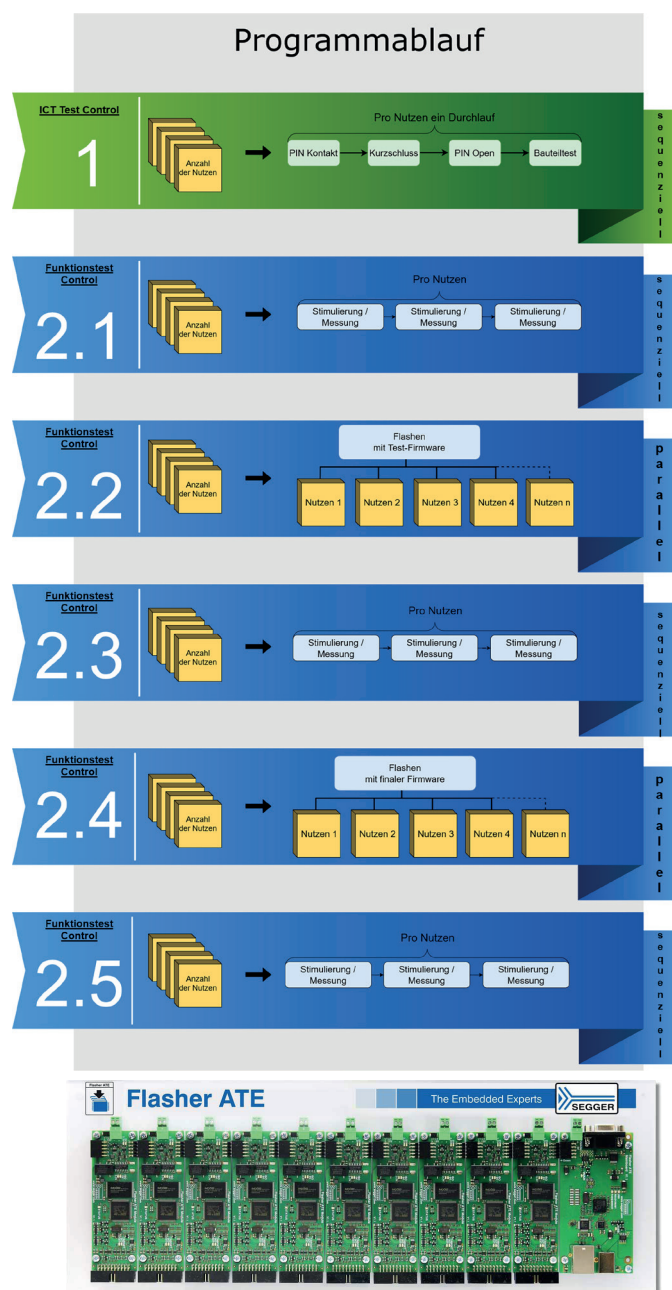 Programmablauf
ICT Test Control
1
Anzahl
der Nutzen
Pro Nutzen ein Durchlauf
PIN Kontakt
Kurzschluss
PIN Open
Bauteiltest
sequenziell
Funktionstest
Control
2.1
Anzahl
der Nutzen
Pro Nutzen
Stimulierung /
Messung
Stimulierung /
Messung
Stimulierung /
Messung
sequenziell
Funktionstest
Control
2.2
Anzahl
der Nutzen
Flashen
mit Test-Firmware
Nutzen 1
Nutzen 2
Nutzen 3
Nutzen 4
Nutzen n
parallel
Funktionstest
Control
2.3
Anzahl
der Nutzen
Pro Nutzen
Stimulierung /
Messung
Stimulierung /
Messung
Stimulierung /
Messung
sequenziell
Funktionstest
Control
2.4
Anzahl
der Nutzen
Flashen
mit finaler Firmware
Nutzen 1
Nutzen 2
Nutzen 3
Nutzen 4
Nutzen n
parallel
Funktionstest
Control
2.5
Anzahl
der Nutzen
Pro Nutzen
Stimulierung /
Messung
Stimulierung /
Messung
Stimulierung /
Messung
sequenziell
Flasher ATE
Flasher ATE
The Embedded Experts
SEGGER